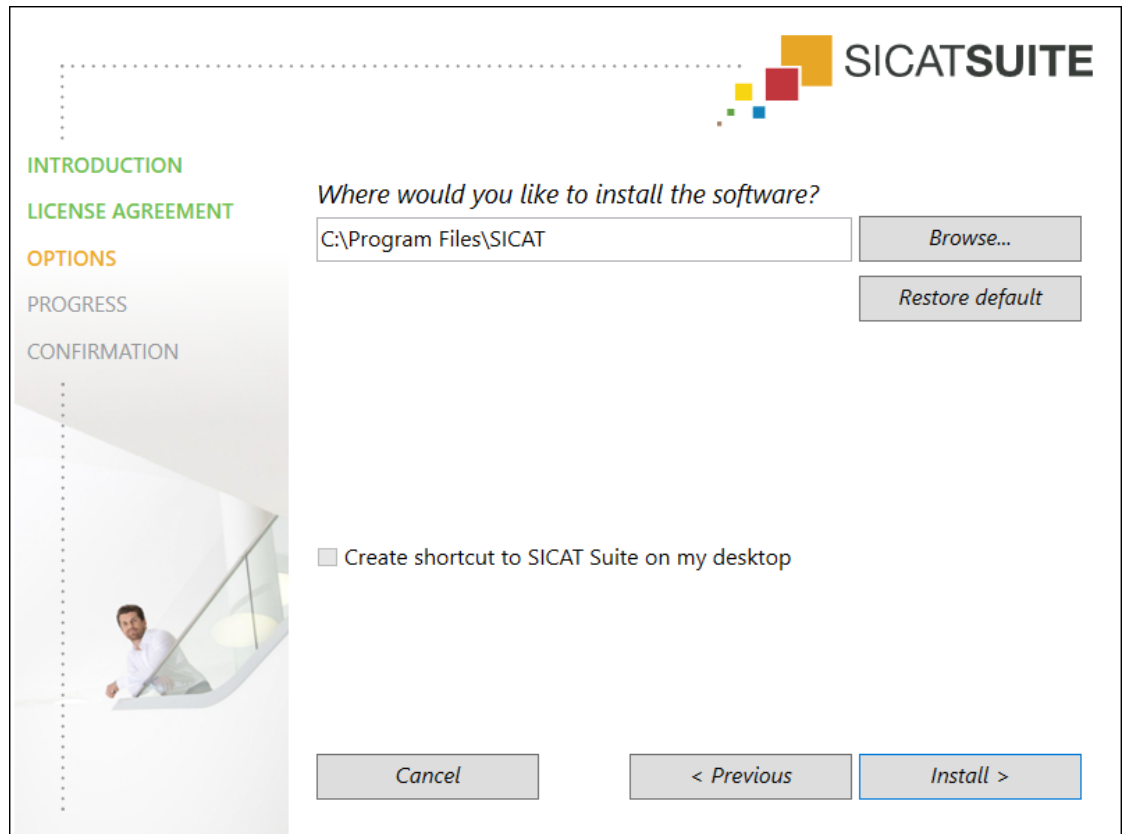 SICATSUITE
INTRODUCTION
LICENSE AGREEMENT
OPTIONS
PROGRESS
CONFIRMATION
Where would you like to install the software?
C:\Program Files\SICAT
Browse...
Restore default
Create shortcut to SICAT Suite on my desktop
Cancel
< Previous
Install >